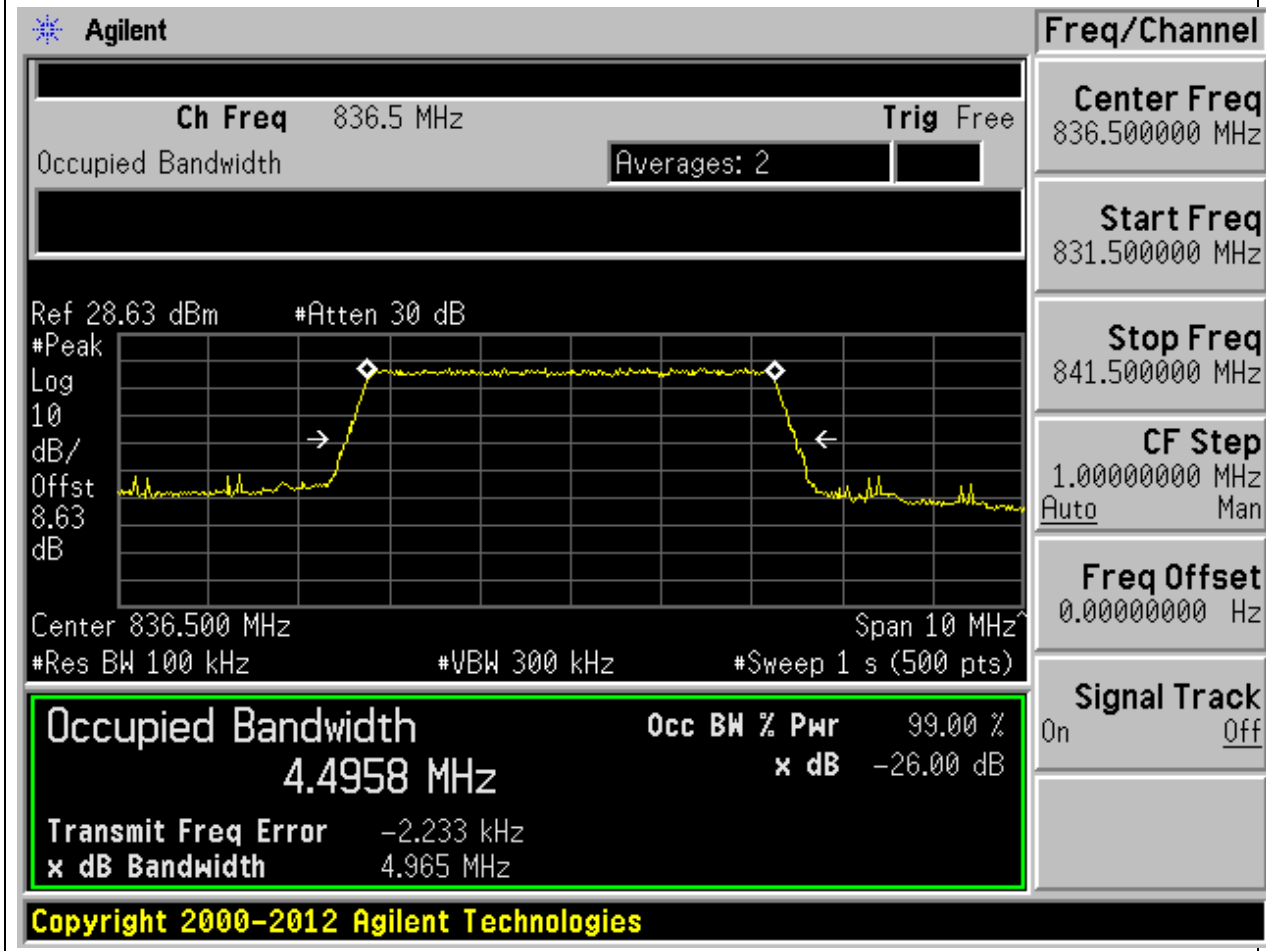 Agilent
Freq/Channel
Ch Freq 836.5 MHz Trig Free
Occupied Bandwidth Averages: 2
Ref 28.63 dBm #Atten 30 dB
#Peak
Log
10
dB/
Offst
8.63
dB
Center 836.500 MHz Span 10 MHz^
#Res BW 100 kHz #VBW 300 kHz #Sweep 1 s (500 pts)
Occupied Bandwidth Occ BW % Pwr 99.00 %
4.4958 MHz x dB -26.00 dB
Transmit Freq Error -2.233 kHz
x dB Bandwidth 4.965 MHz
Copyright 2000-2012 Agilent Technologies
Center Freq
836.500000 MHz
Start Freq
831.500000 MHz
Stop Freq
841.500000 MHz
CF Step
1.00000000 MHz
Auto Man
Freq Offset
0.00000000 Hz
Signal Track
On Off